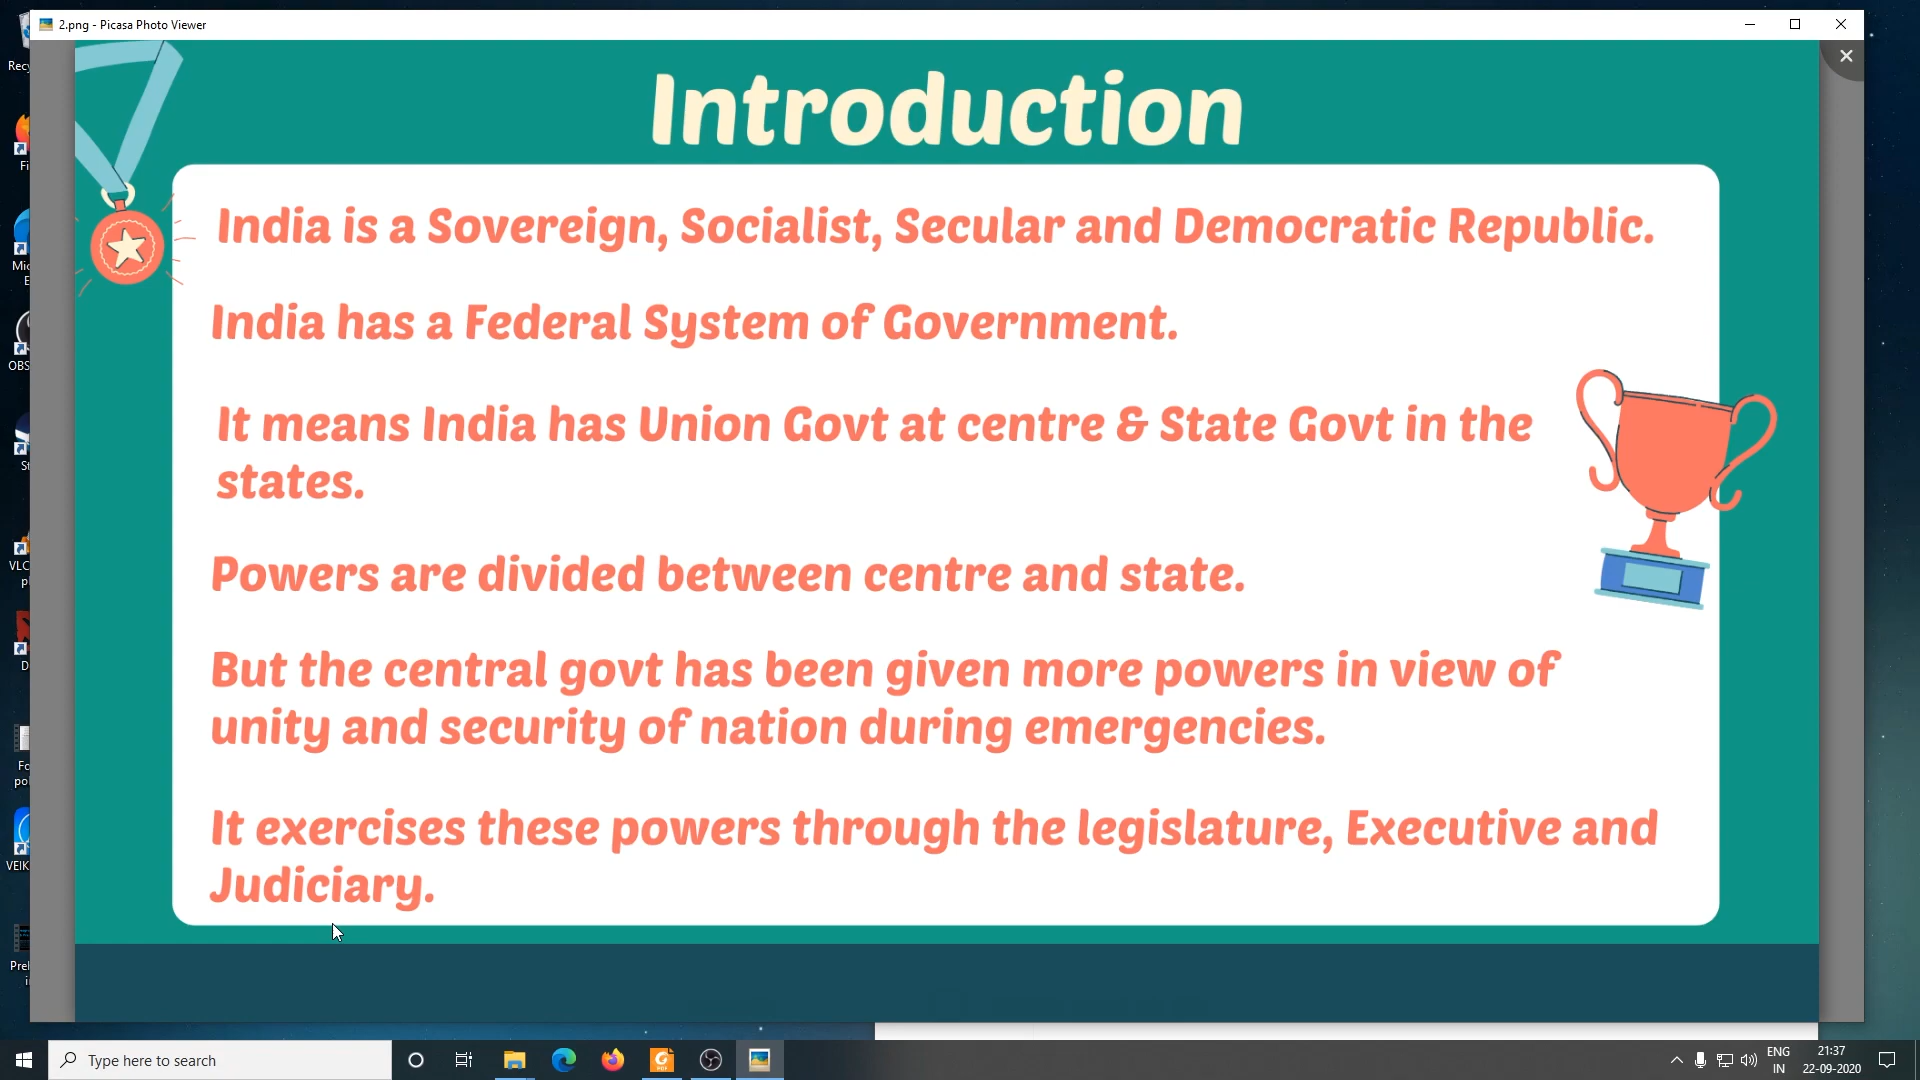 2.png - Picasa Photo Viewer
Introduction
India is a Sovereign, Socialist, Secular and Democratic Republic.
India has a Federal System of Government.
It means India has Union Govt at centre & State Govt in the
states.
Powers are divided between centre and state.
But the central govt has been given more powers in view of
unity and security of nation during emergencies.
It exercises these powers through the legislature, Executive and
Judiciary.
Type here to search
ENG
IN
21:37
22-09-2020